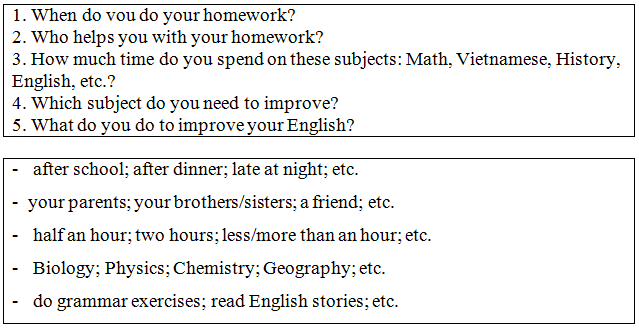 1. When do vou do your homework?
2. Who helps you with your homework?
3. How much time do you spend on these subjects: Math, Vietnamese, History,
English, etc.?
4. Which subject do you need to improve?
5. What do you do to improve your English?
- after school; after dinner; late at night; etc.
- your parents; your brothers/sisters; a friend; etc.
- half an hour; two hours; less/more than an hour; etc.
- Biology; Physics; Chemistry; Geography; etc.
- do grammar exercises; read English stories; etc.